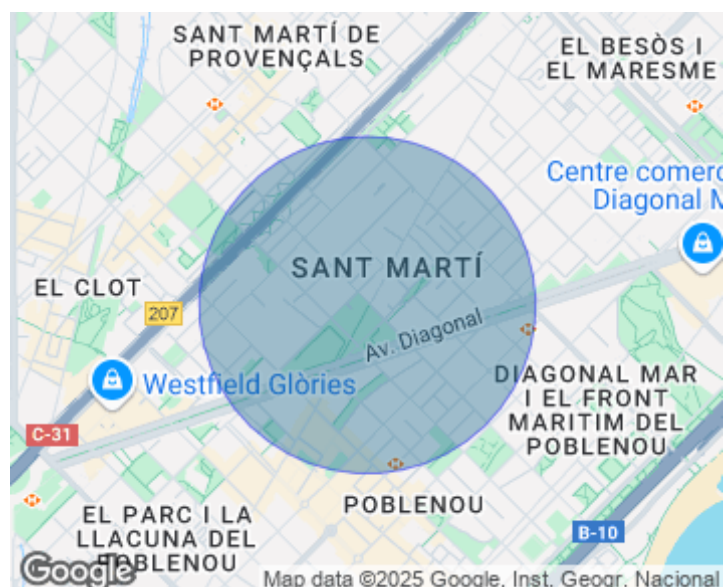 SANT MARTÍ DE
PROVENÇALS
EL BESÒS I
EL MARESME
Centre comerc
Diagonal M
SANT MARTÍ
EL CLOT
207
Av. Diagonal
Westfield Glòries
DIAGONAL MAR
I EL FRONT
MARITIM DEL
POBLENOU
C-31
POBLENOU
EL PARC I LA
LLACUNA DEL
POBLENOU
B-10
Google
Map data ©2025 Google, Inst. Geogr. Nacional